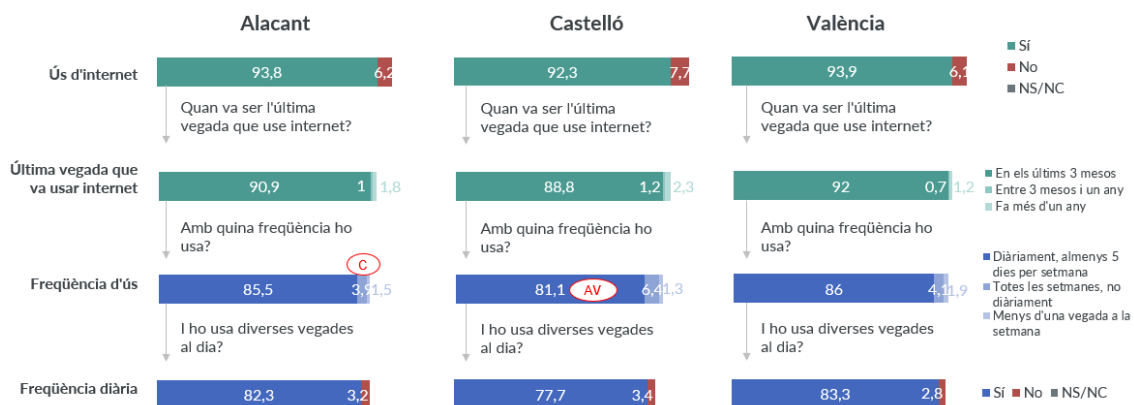 Alacant
Castelló
València
Ús d'internet
93,8
6,2
92,3
7,7
93,9
6,1
Sí
No
NS/NC
Quan va ser l'última
vegada que use internet?
Quan va ser l'última
vegada que use internet?
Quan va ser l'última
vegada que use internet?
Última vegada que
va usar internet
90,9
1
1,8
88,8
1,2
2,3
92
0,7
1,2
En els últims 3 mesos
Entre 3 mesos i un any
Fa més d'un any
Amb quina freqüència ho
usa?
Amb quina freqüència ho
usa?
Amb quina freqüència ho
usa?
Freqüència d'ús
C
85,5
3,9
1,5
81,1
AV
6,4
1,3
86
4,1
1,9
Diàriament, almenys 5
dies per setmana
Totes les setmanes, no
diàriament
Menys d'una vegada a la
setmana
I ho usa diverses vegades
al dia?
I ho usa diverses vegades
al dia?
I ho usa diverses vegades
al dia?
Freqüència diària
82,3
3,2
77,7
3,4
83,3
2,8
Sí
No
NS/NC